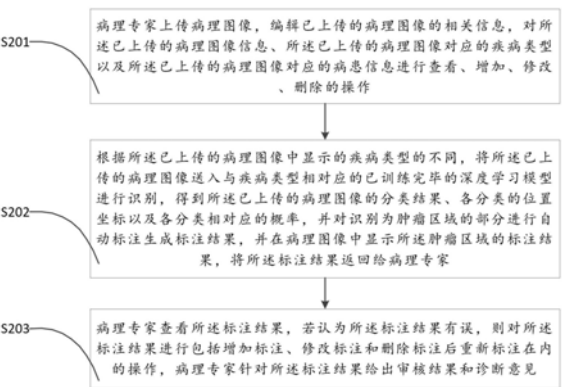 S201
病理专家上传病理图像，编辑已上传的病理图像的相关信息，对所
述已上传的病理图像信息、所述已上传的病理图像对应的疾病类型
以及所述已上传的病理图像对应的病患信息进行查看、增加、修改
、删除的操作
S202
根据所述已上传的病理图像中显示的疾病类型的不同，将所述已上
传的病理图像送入与疾病类型相对应的已训练完毕的深度学习模型
进行识别，得到所述已上传的病理图像的分类结果、各分类的位置
坐标以及各分类相对应的概率，并对识别为肿瘤区域的部分进行自
动标注生成标注结果，并在病理图像中显示所述肿瘤区域的标注结
果，将所述标注结果返回给病理专家
S203
病理专家查看所述标注结果，若认为所述标注结果有误，则对所述
标注结果进行包括增加标注、修改标注和删除标注后重新标注在内
的操作，病理专家针对所述标注结果给出审核结果和诊断意见